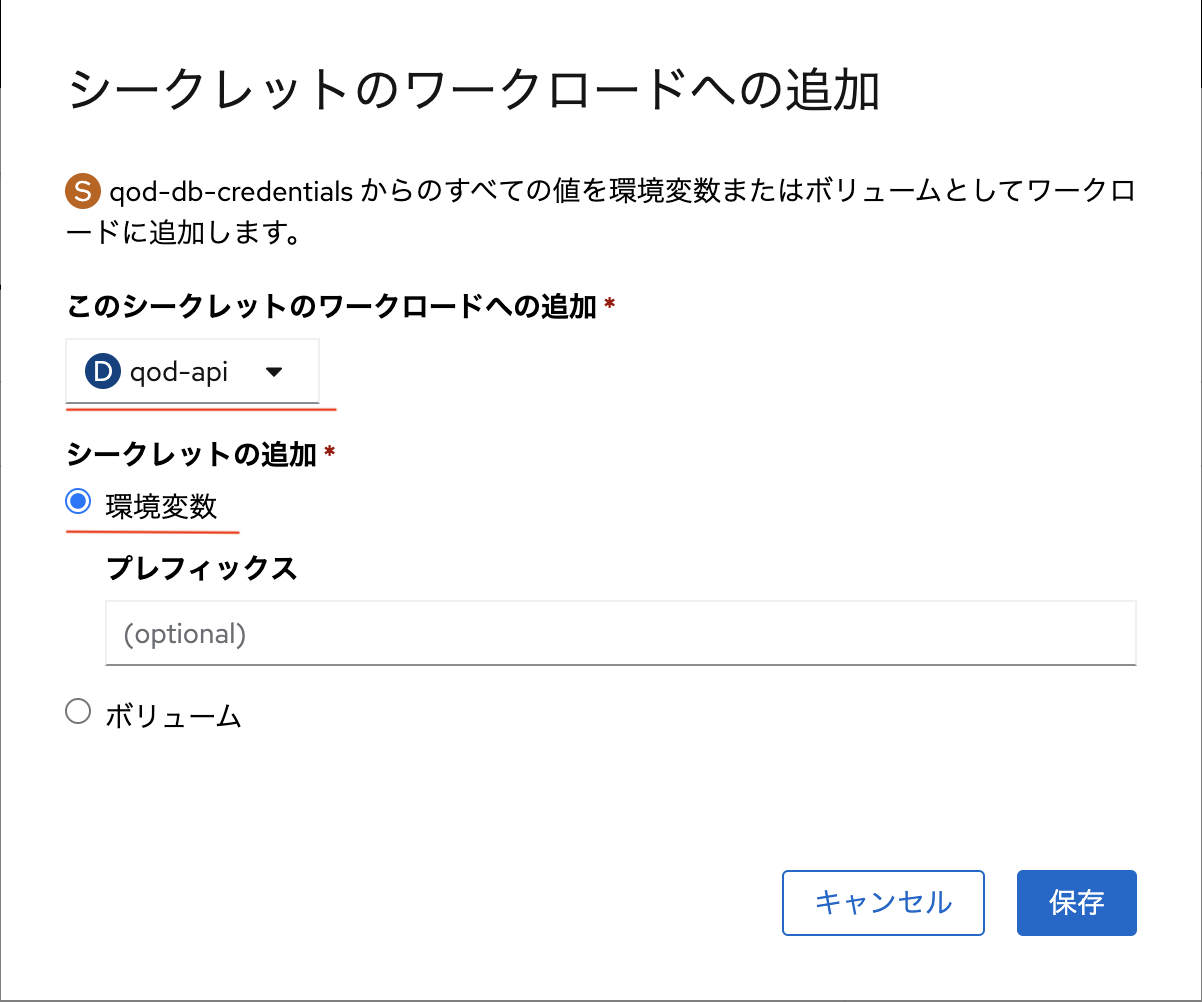 シークレットのワークロードへの追加
S qod-db-credentials からのすべての値を環境変数またはボリュームとしてワークロ
ードに追加します。
このシークレットのワークロードへの追加 *
D qod-api
シークレットの追加 *
環境変数
プレフィックス
(optional)
ボリューム
キャンセル 保存